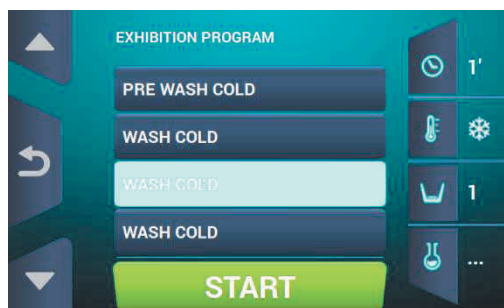 EXHIBITION PROGRAM
1'
PRE WASH COLD
WASH COLD
WASH COLD
1
WASH COLD
...
START